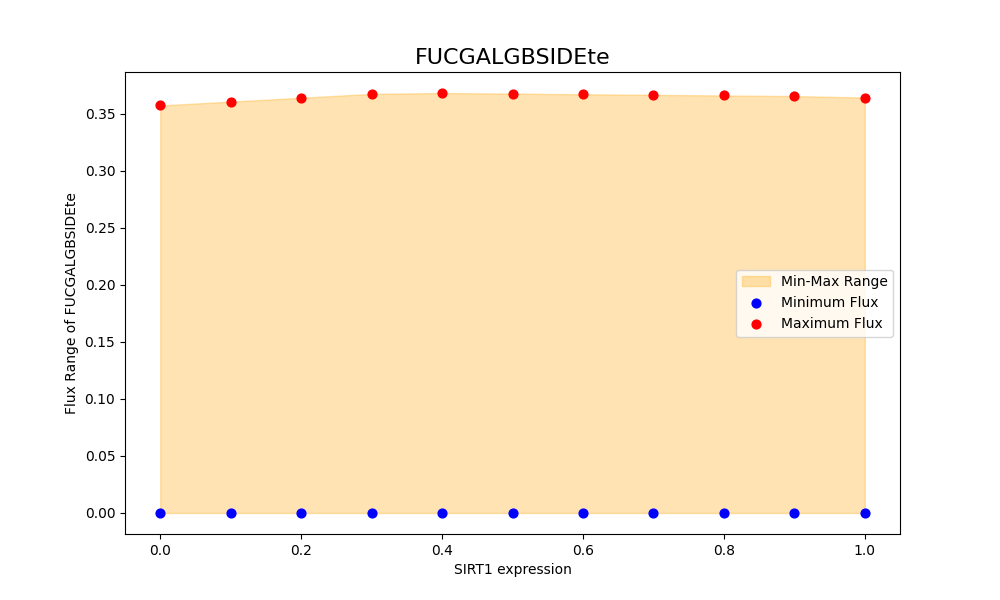 FUCGALGBSIDEte
Flux Range of FUCGALGBSIDEte
0.35
0.30
0.25
0.20
0.15
0.10
0.05
0.00
Min-Max Range
Minimum Flux
Maximum Flux
0.0 0.2 0.4 0.6 0.8 1.0
SIRT1 expression